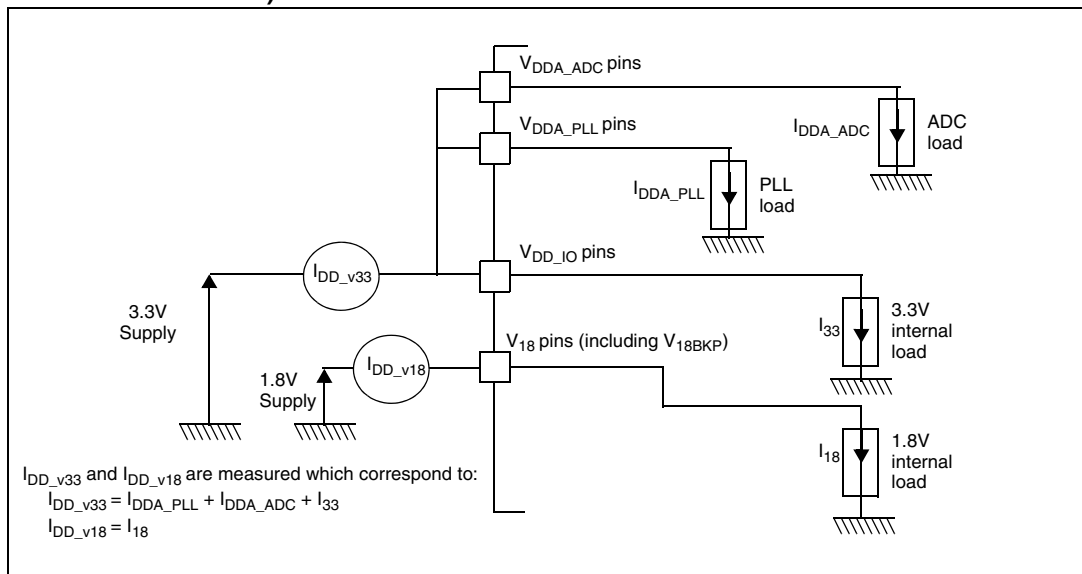 V_DDA_ADC pins
I_DDA_ADC
ADC
load
V_DDA_PLL pins
I_DDA_PLL
PLL
load
V_DD_IO pins
I_DD_v33
3.3V
Supply
I_33
3.3V
internal
load
V_18 pins (including V_18BKP)
I_DD_v18
1.8V
Supply
I_18
1.8V
internal
load
I_DD_v33 and I_DD_v18 are measured which correspond to:
I_DD_v33 = I_DDA_PLL + I_DDA_ADC + I_33
I_DD_v18 = I_18